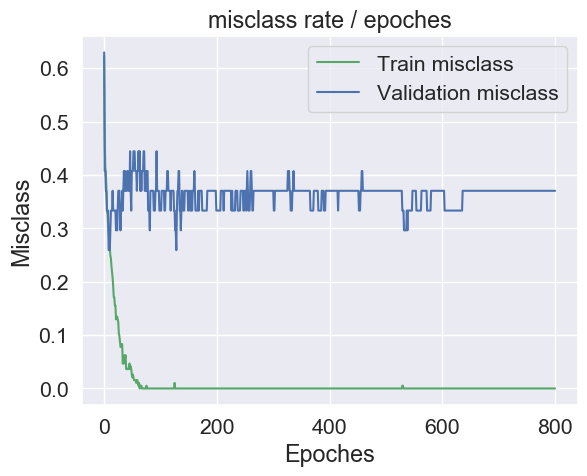 misclass rate / epoches
Train misclass
Validation misclass
0.6
0.5
0.4
0.3
0.2
0.1
0.0
Misclass
0
200
400
600
800
Epoches